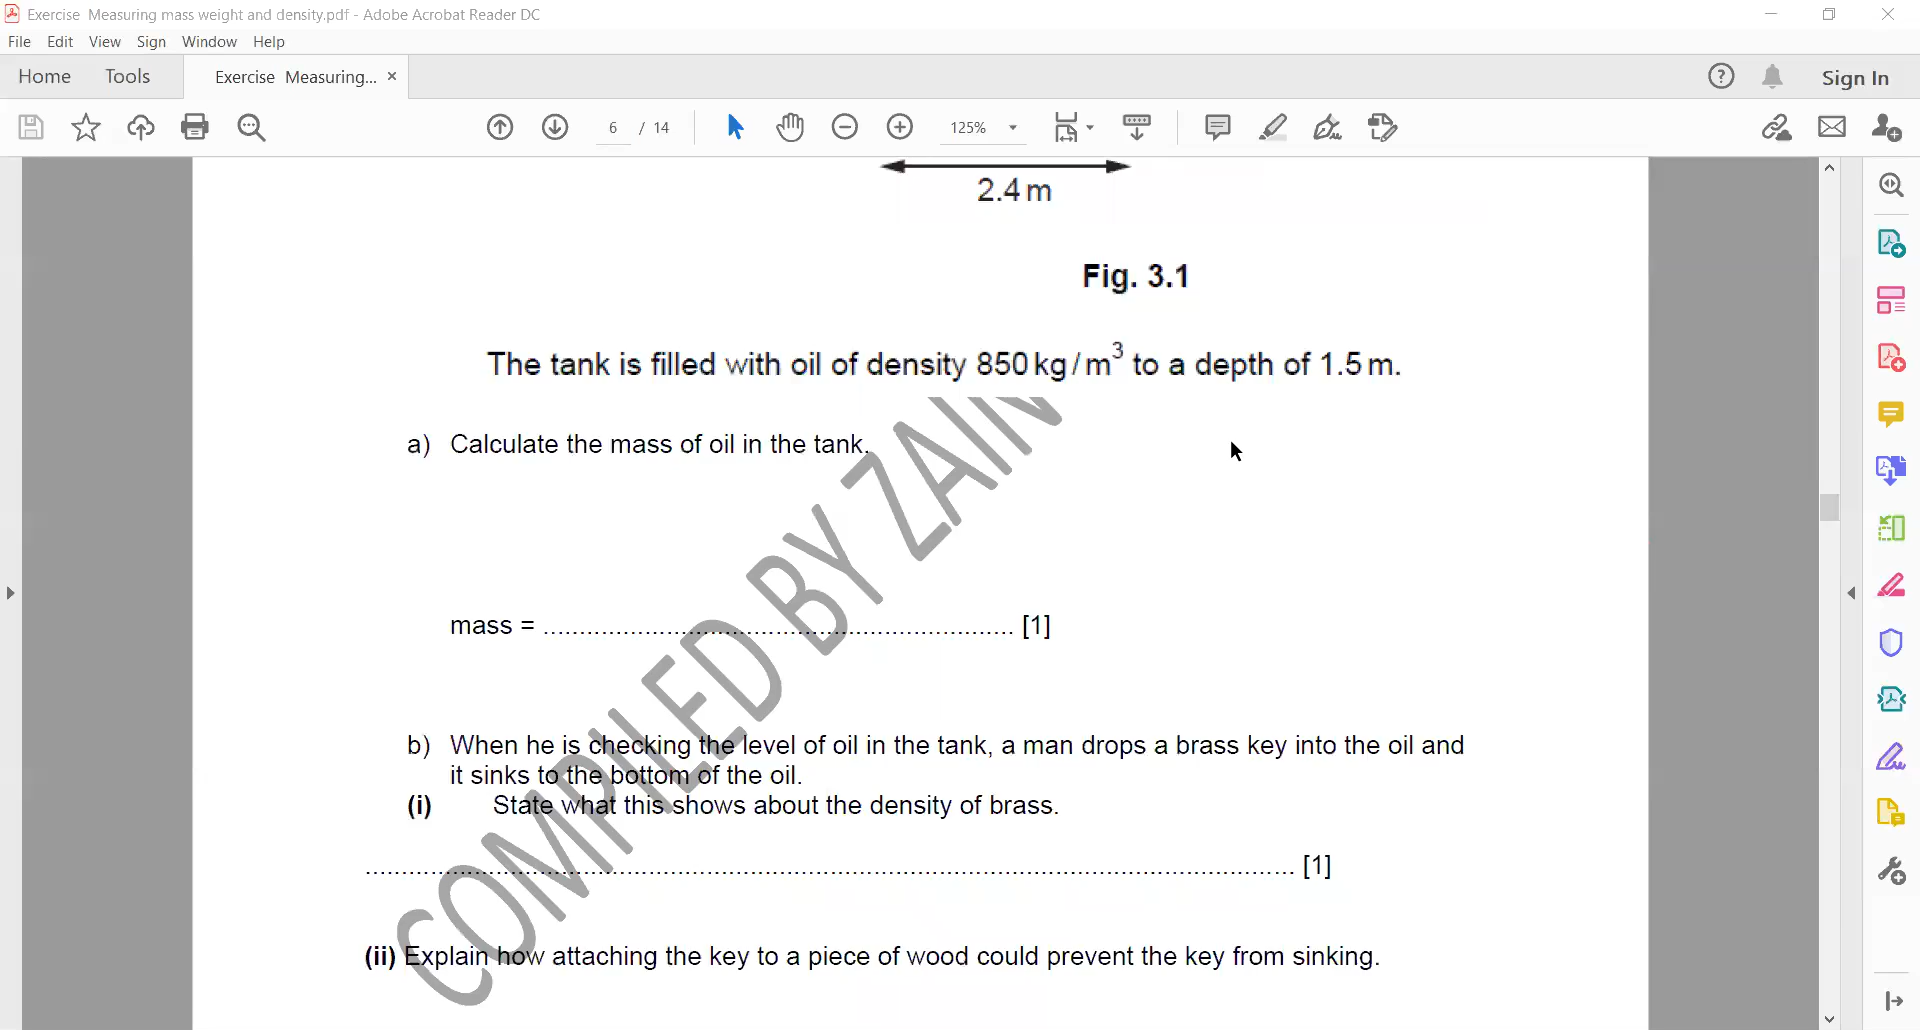 Exercise Measuring mass weight and density.pdf - Adobe Acrobat Reader DC
File Edit View Sign Window Help
Home Tools Exercise Measuring... × Sign In
6 / 14 125%
2.4 m
Fig. 3.1
The tank is filled with oil of density 850 kg/m³ to a depth of 1.5 m.
a) Calculate the mass of oil in the tank.
mass = ................................................................ [1]
b) When he is checking the level of oil in the tank, a man drops a brass key into the oil and
it sinks to the bottom of the oil.
(i) State what this shows about the density of brass.
................................................................................................................................ [1]
(ii) Explain how attaching the key to a piece of wood could prevent the key from sinking.
COMPILED BY ZAIN